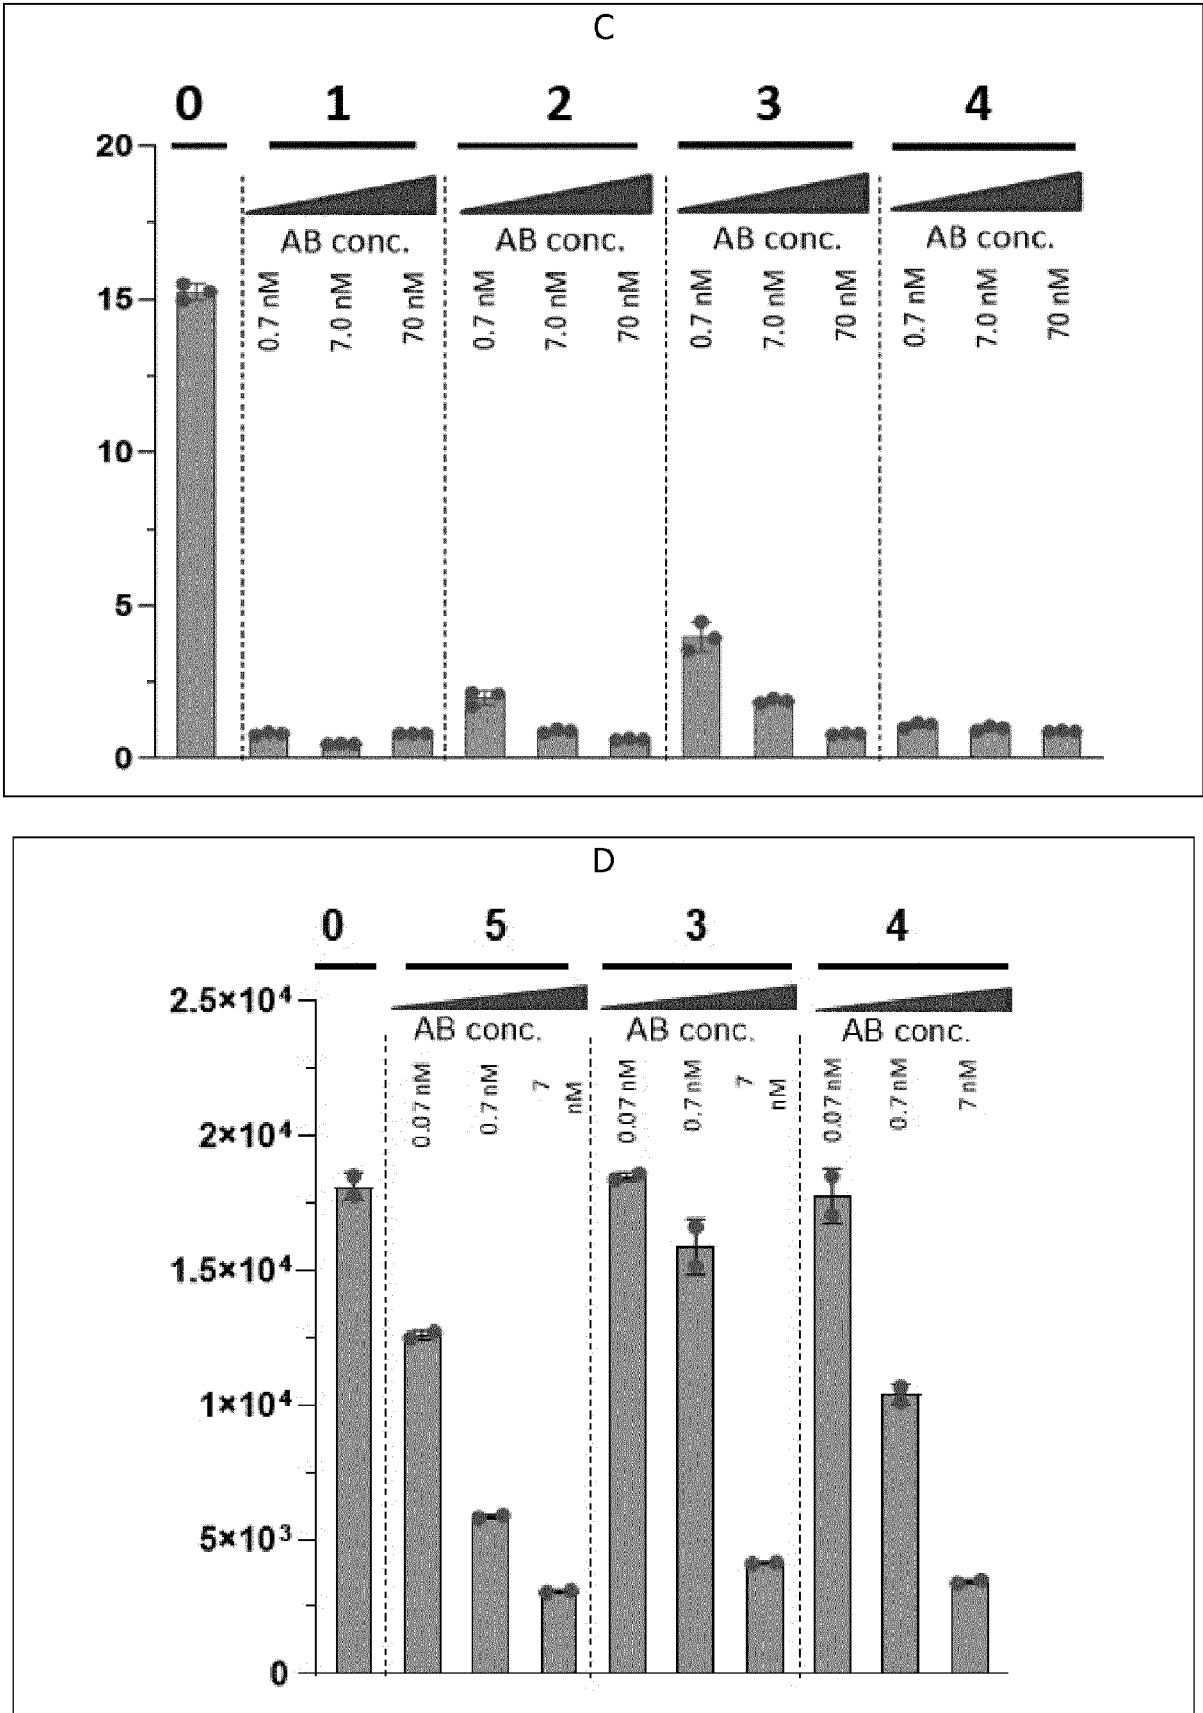 C
0 1 2 3 4
20
15
10
5
0
AB conc. AB conc. AB conc. AB conc.
0.7 nM 7.0 nM 70 nM 0.7 nM 7.0 nM 70 nM 0.7 nM 7.0 nM 70 nM 0.7 nM 7.0 nM 70 nM
D
0 5 3 4
2.5×10⁴
2×10⁴
1.5×10⁴
1×10⁴
5×10³
0
AB conc. AB conc. AB conc.
0.07 nM 0.7 nM 7 nM 0.07 nM 0.7 nM 7 nM 0.07 nM 0.7 nM 7 nM